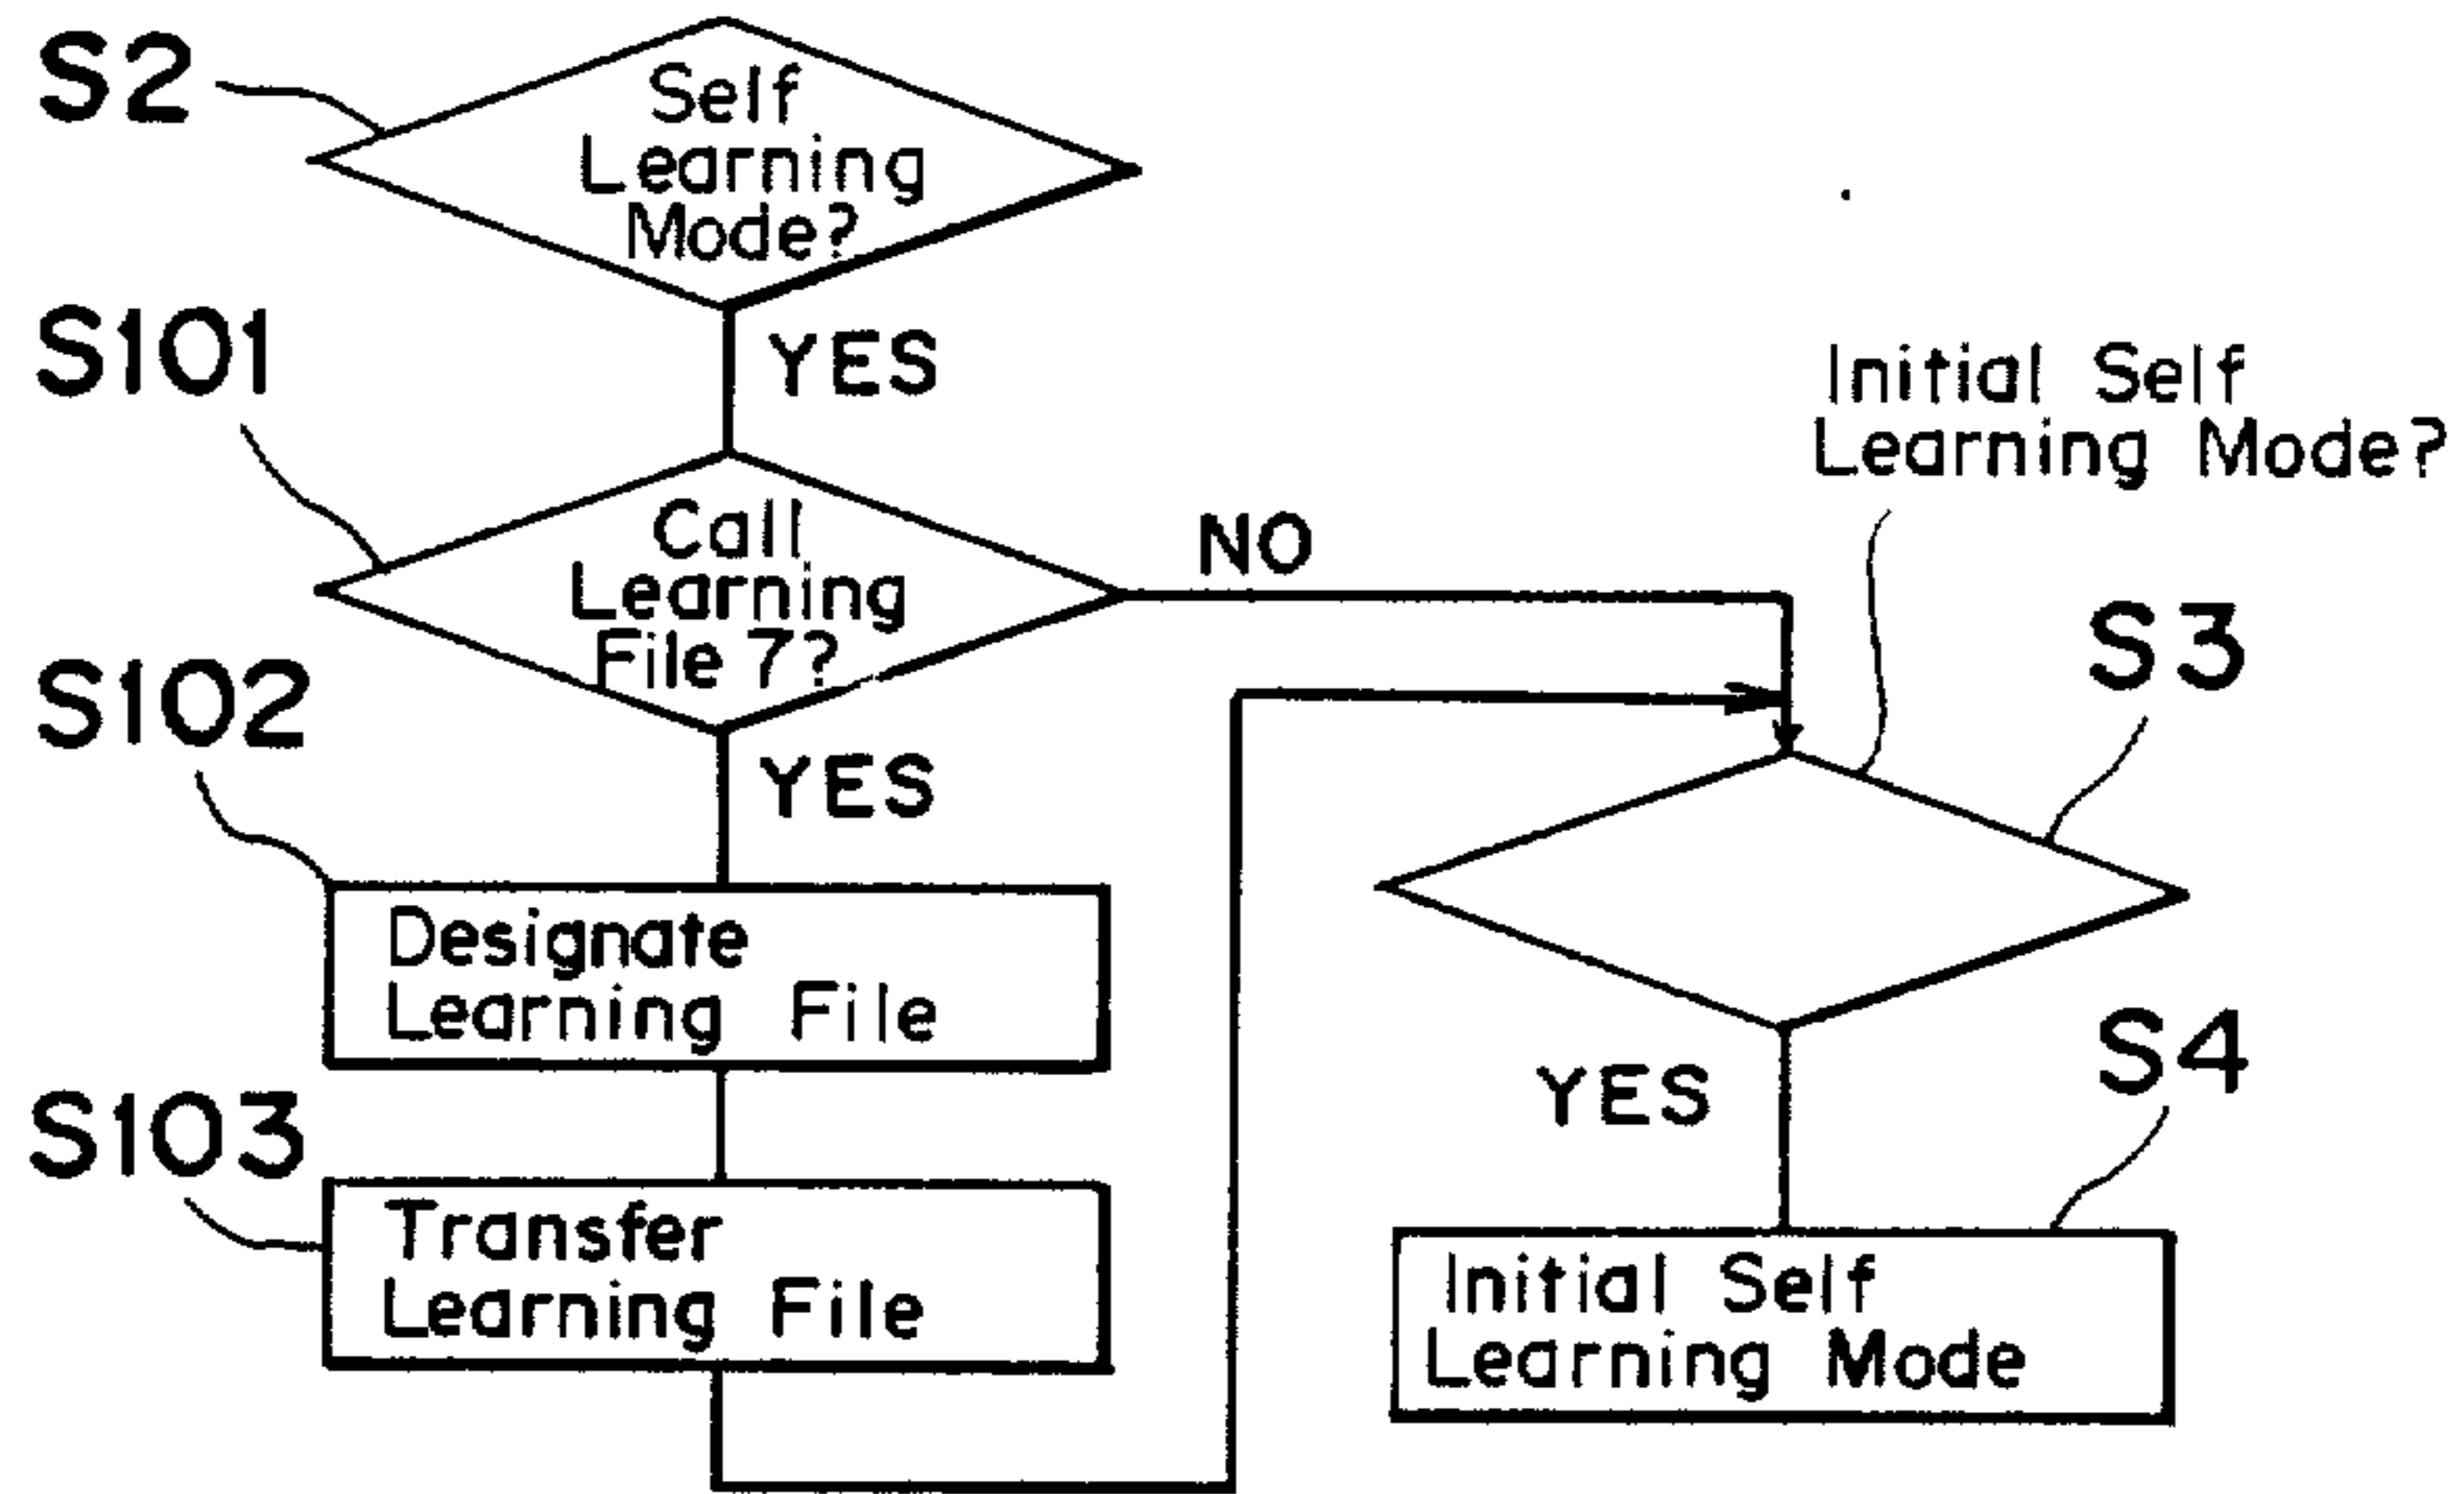 S2
Self
Learning
Mode?
YES
S101
Call
Learning
File 7?
NO
YES
S102
Designate
Learning File
S103
Transfer
Learning File
Initial Self
Learning Mode?
S3
YES
S4
Initial Self
Learning Mode